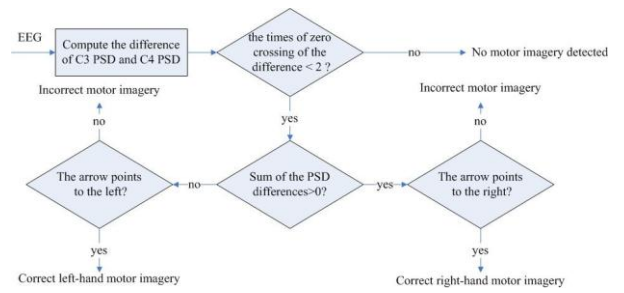 EEG
Compute the difference
of C3 PSD and C4 PSD
the times of zero
crossing of the
difference < 2 ?
no
No motor imagery detected
Incorrect motor imagery
Incorrect motor imagery
no
yes
no
The arrow points
to the left?
no
Sum of the PSD
differences>0?
yes
The arrow points
to the right?
yes
yes
Correct left-hand motor imagery
Correct right-hand motor imagery